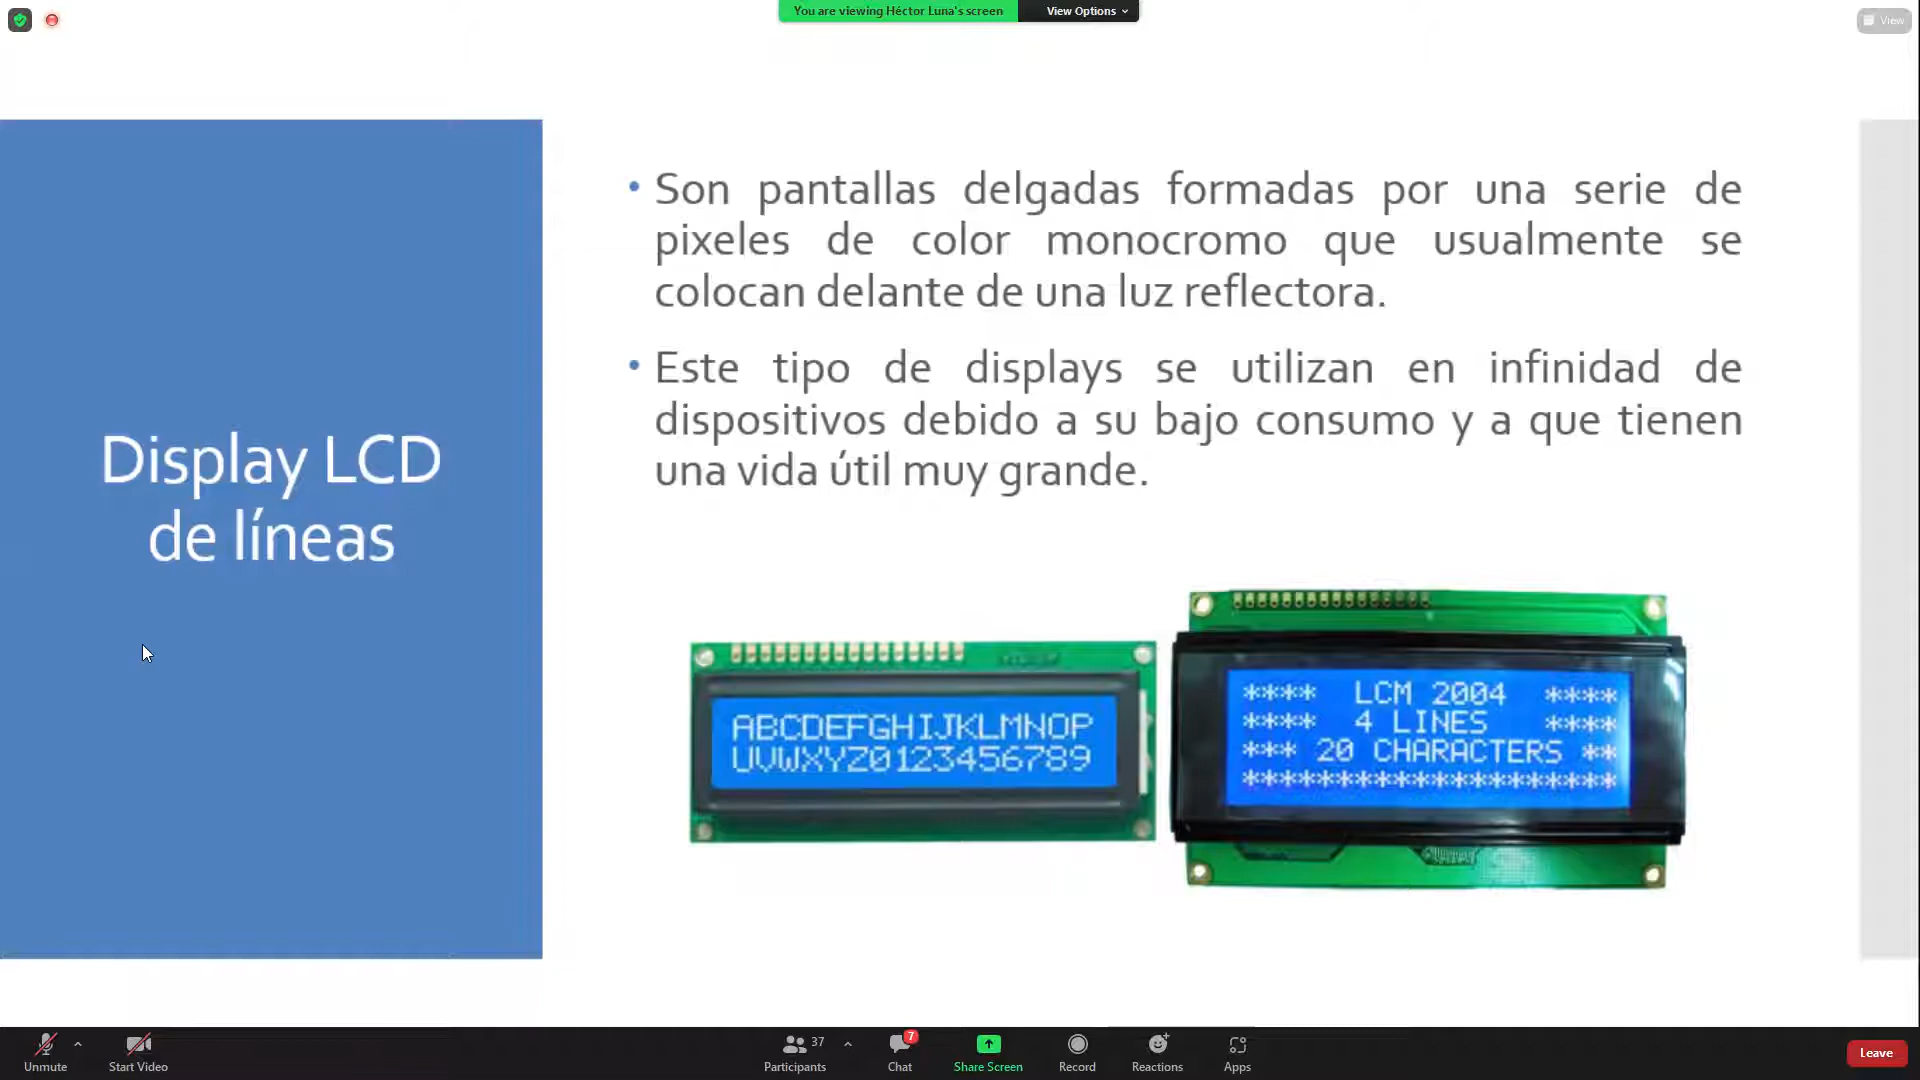 You are viewing Héctor Luna's screen
View Options
View
Display LCD
de líneas
• Son pantallas delgadas formadas por una serie de
pixeles de color monocromo que usualmente se
colocan delante de una luz reflectora.
• Este tipo de displays se utilizan en infinidad de
dispositivos debido a su bajo consumo y a que tienen
una vida útil muy grande.
ABCDEFGHIJKLMNOP
UVWXYZ0123456789
**** LCM 2004 ****
**** 4 LINES ****
*** 20 CHARACTERS **
********************
Unmute
Start Video
37
Participants
7
Chat
Share Screen
Record
Reactions
Apps
Leave